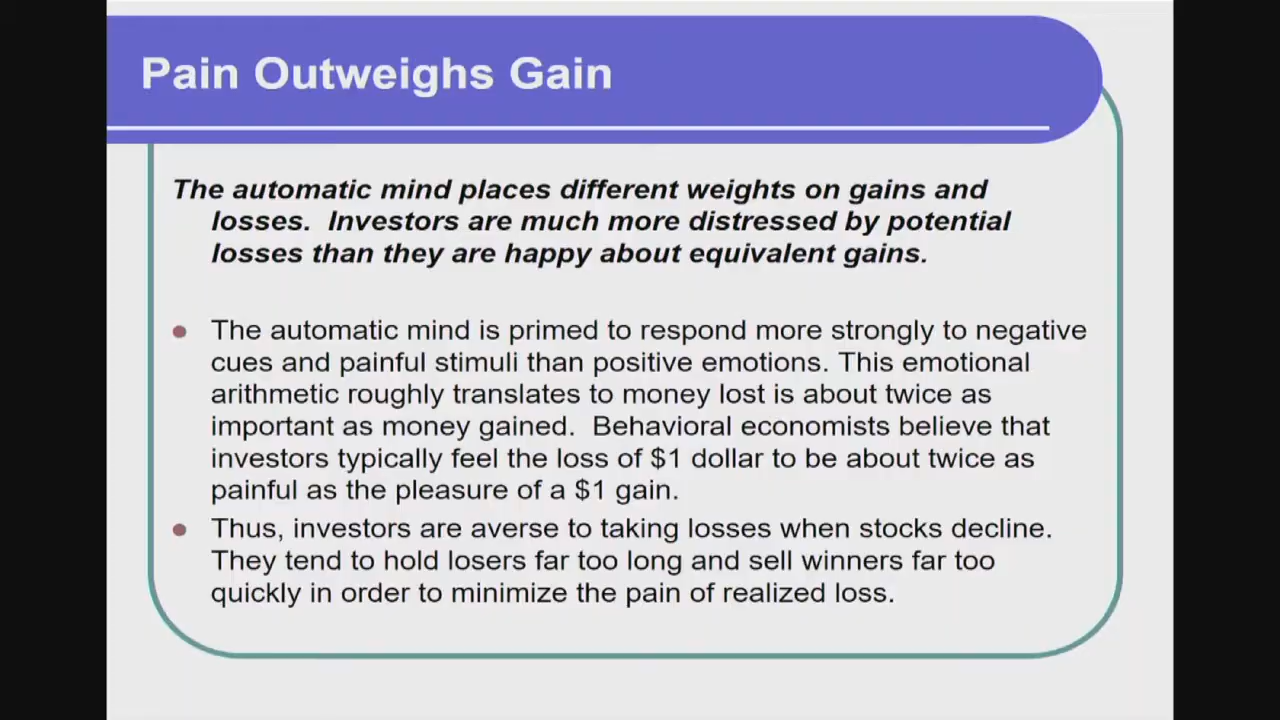 Pain Outweighs Gain
The automatic mind places different weights on gains and
losses.  Investors are much more distressed by potential
losses than they are happy about equivalent gains.
The automatic mind is primed to respond more strongly to negative
cues and painful stimuli than positive emotions. This emotional
arithmetic roughly translates to money lost is about twice as
important as money gained.  Behavioral economists believe that
investors typically feel the loss of $1 dollar to be about twice as
painful as the pleasure of a $1 gain.
Thus, investors are averse to taking losses when stocks decline.
They tend to hold losers far too long and sell winners far too
quickly in order to minimize the pain of realized loss.